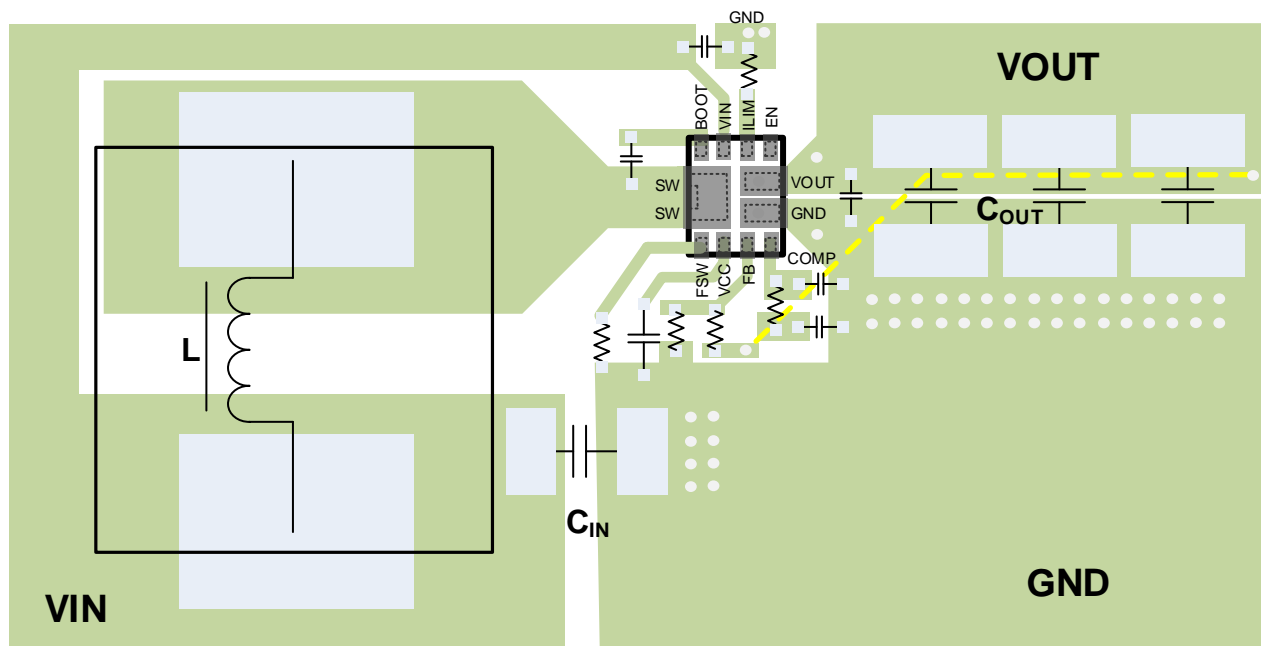 GND
VOUT
BOOT
VIN
ILIM
EN
SW
VOUT
SW
GND
COUT
FSW
VCC
FB
COMP
L
CIN
VIN
GND